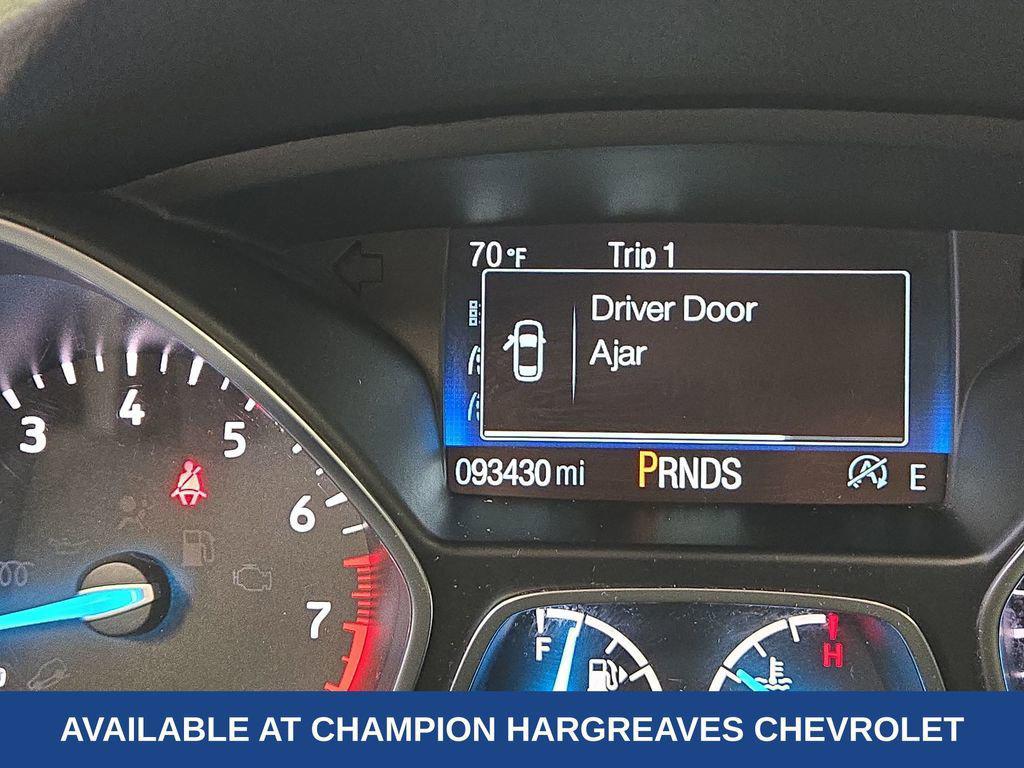 70°F Trip 1
Driver Door
Ajar
093430 mi PRNDS E
3
4
5
6
7
F
H
AVAILABLE AT CHAMPION HARGREAVES CHEVROLET